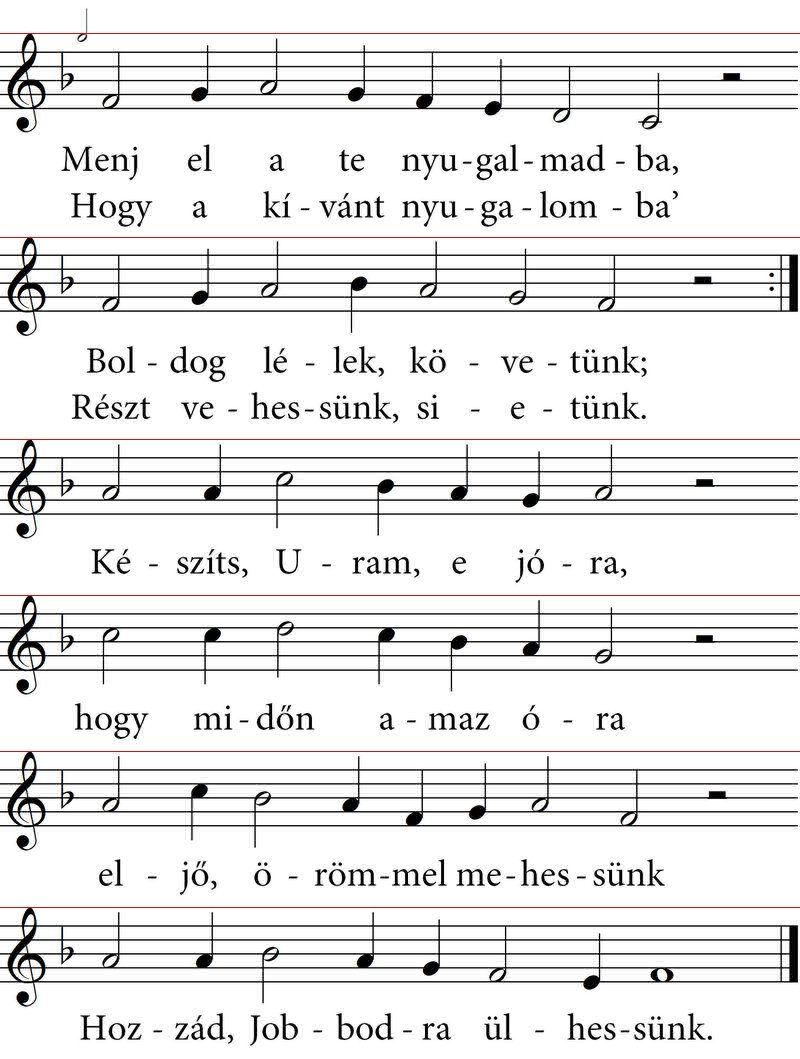 Menj el a te nyu-gal-mad - ba,
Hogy a kí - vánt nyu-ga - lom - ba’
Bol - dog lé - lek, kö - ve - tünk;
Részt ve - hes-sünk, si - e - tünk.
Ké - szíts, U - ram, e jó - ra,
hogy mi-dőn a - maz ó - ra
el - jő, ö - röm-mel me-hes-sünk
Hoz - zád, Job - bod - ra ül - hes-sünk.